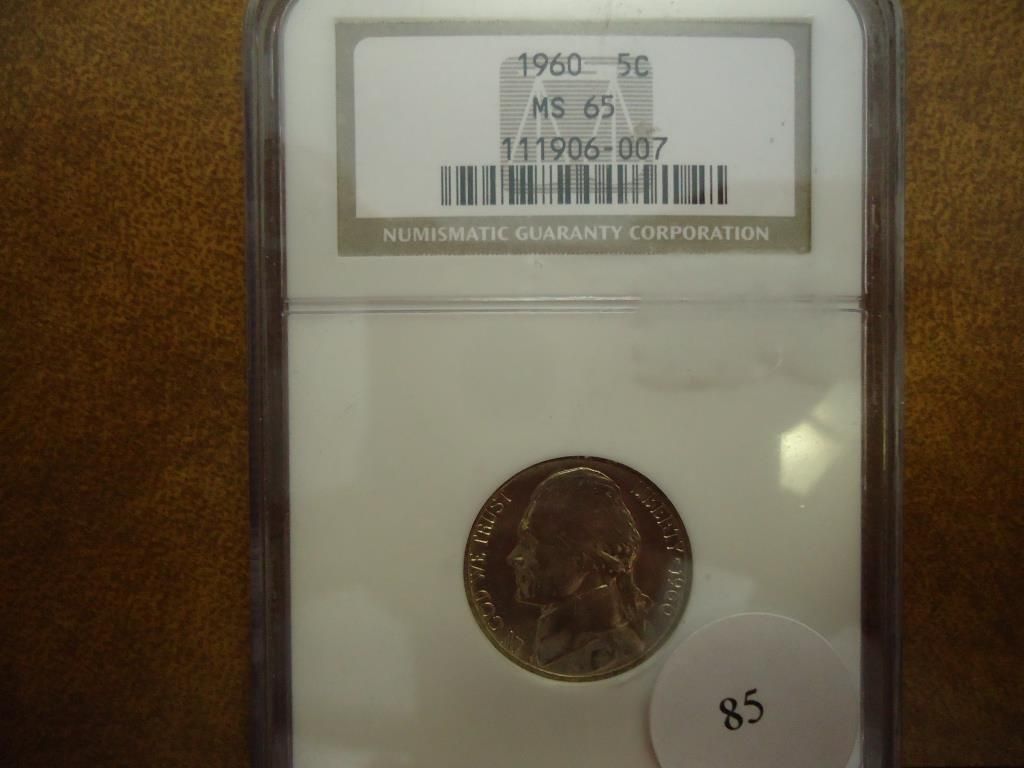 1960 5C
MS 65
111906-007
NUMISMATIC GUARANTY CORPORATION
IN GOD WE TRUST
LIBERTY
1960
85